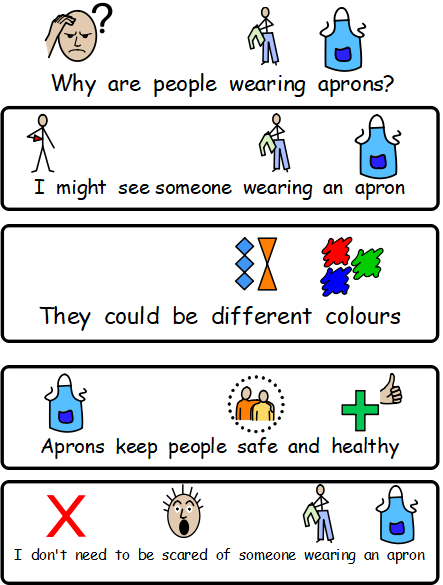 Why are people wearing aprons?
I might see someone wearing an apron
They could be different colours
Aprons keep people safe and healthy
I don't need to be scared of someone wearing an apron